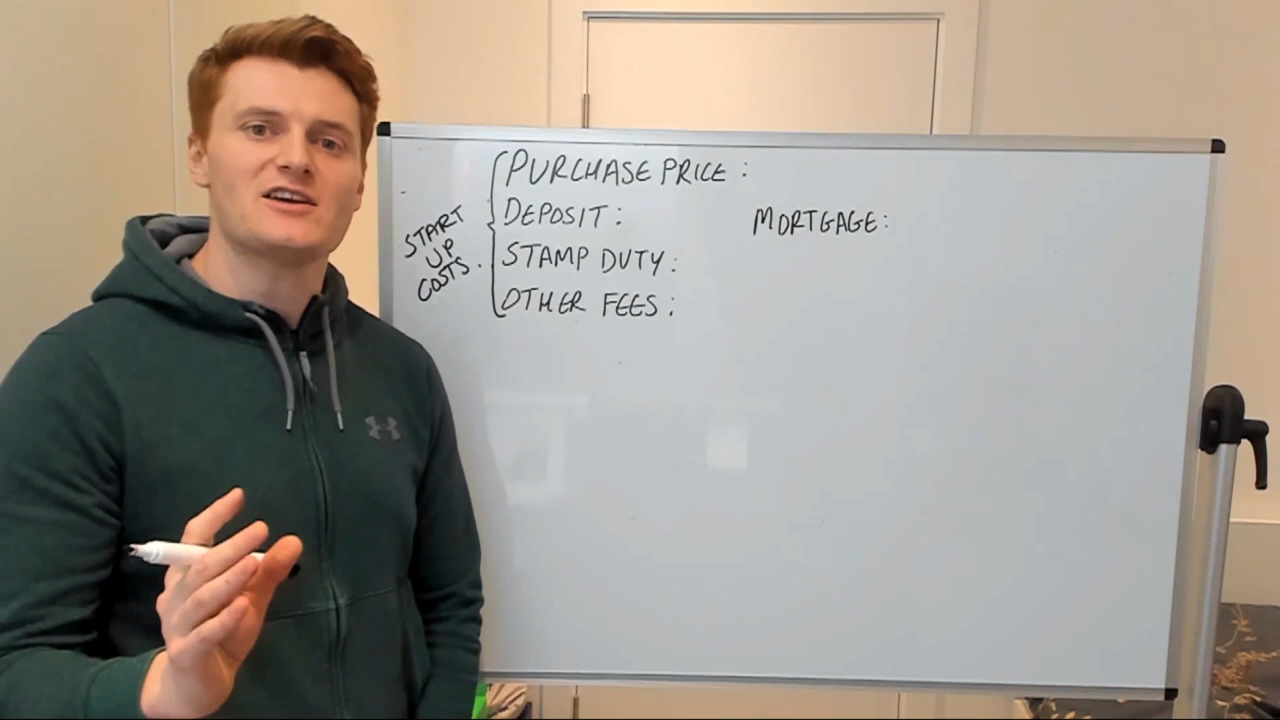 PURCHASE PRICE :
DEPOSIT :
MORTGAGE :
STAMP DUTY :
OTHER FEES :
START
UP
COSTS.